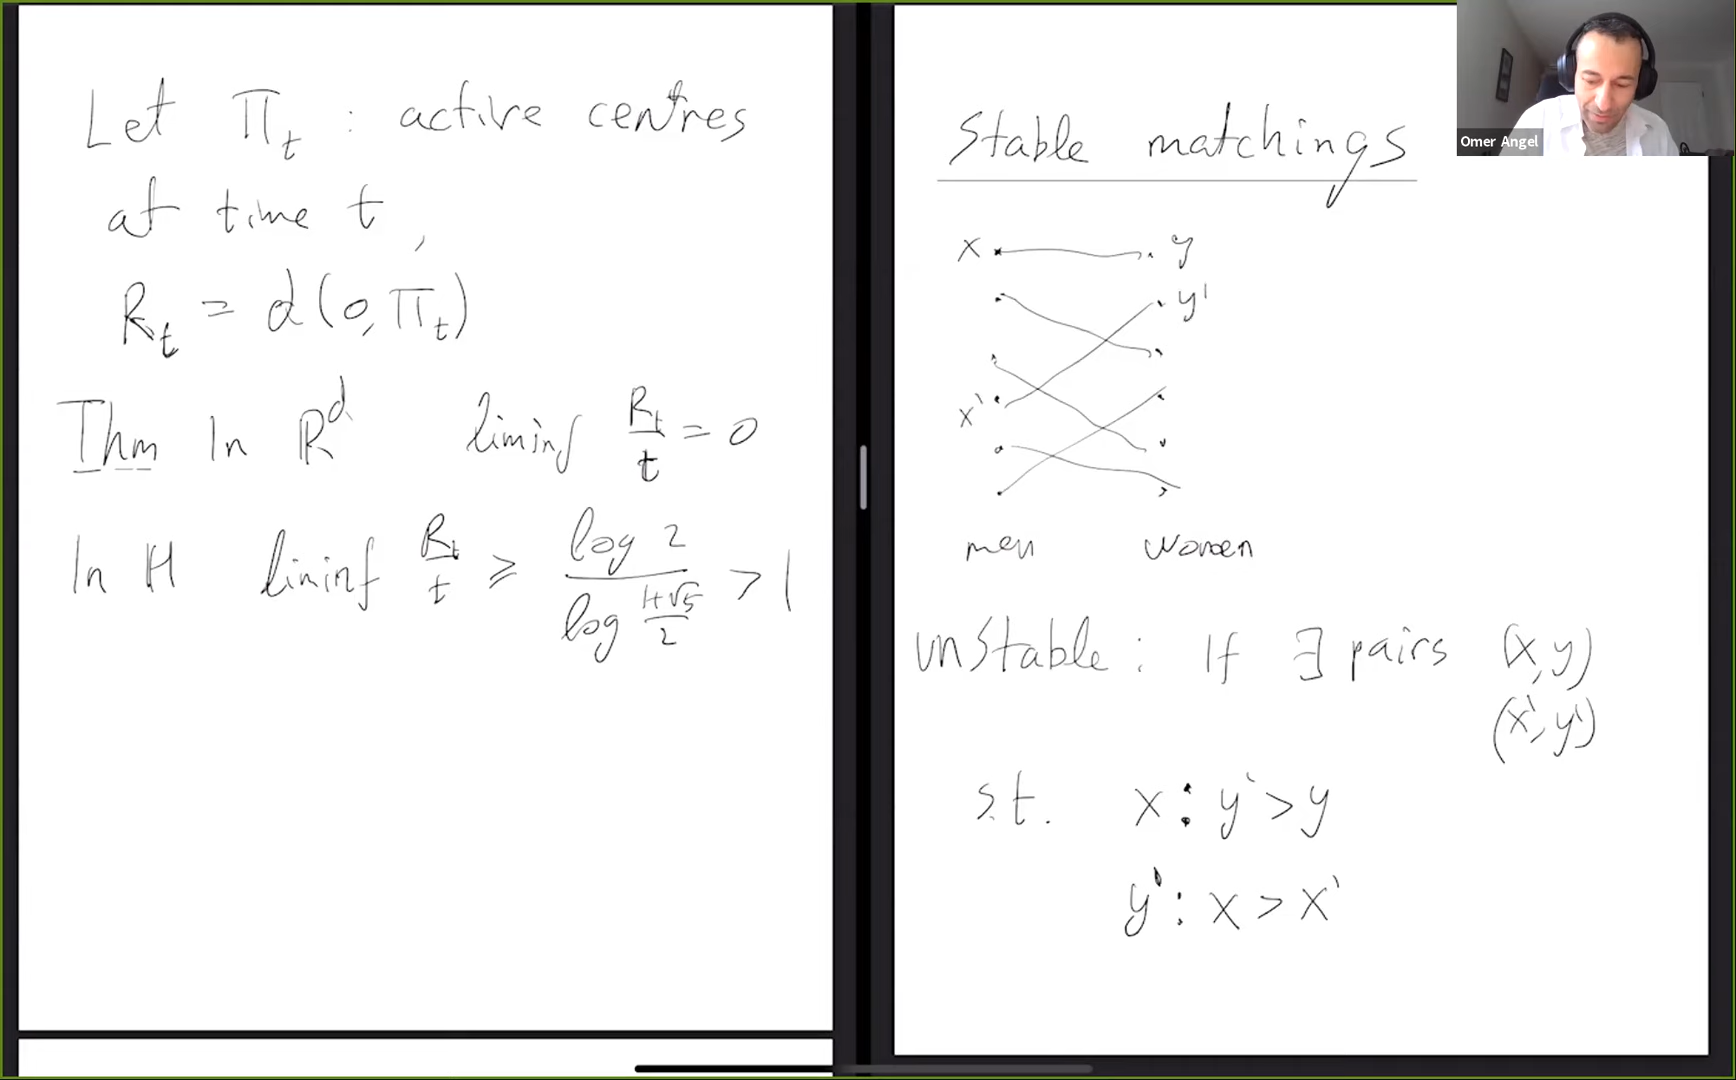 Let Π_t : active centres
at time t,
R_t = d(0, Π_t)
Thm In ℝ^d liminf R_t/t = 0
In H liminf R_t/t ≥ log 2 / log (1+√5)/2 > 1
Stable matchings
x y
y'
x'
men women
unstable: If ∃ pairs (x,y)
(x',y')
s.t. x : y' > y
y' : x > x'
Omer Angel